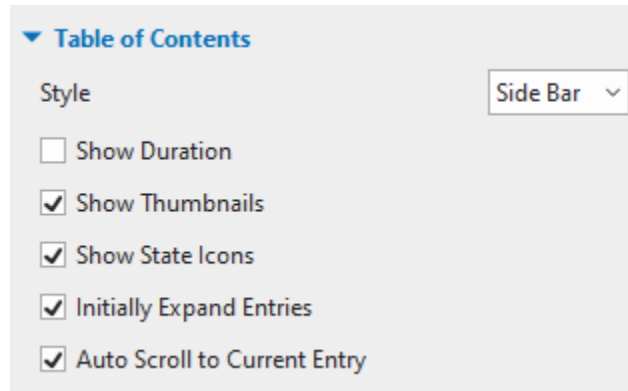 Table of Contents
Style Side Bar
Show Duration
Show Thumbnails
Show State Icons
Initially Expand Entries
Auto Scroll to Current Entry